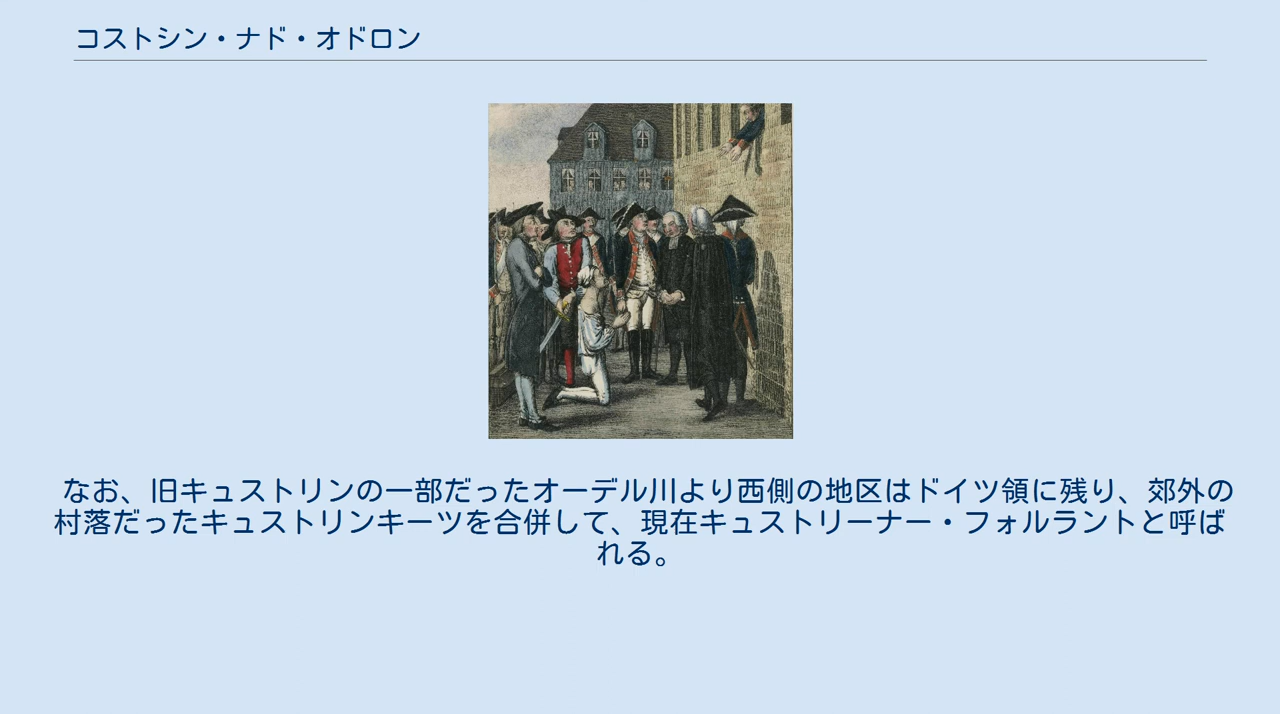 コストシン・ナド・オドロン
なお、旧キュストリンの一部だったオーデル川より西側の地区はドイツ領に残り、郊外の
村落だったキュストリンキーツを合併して、現在キュストリーナー・フォルラントと呼ば
れる。